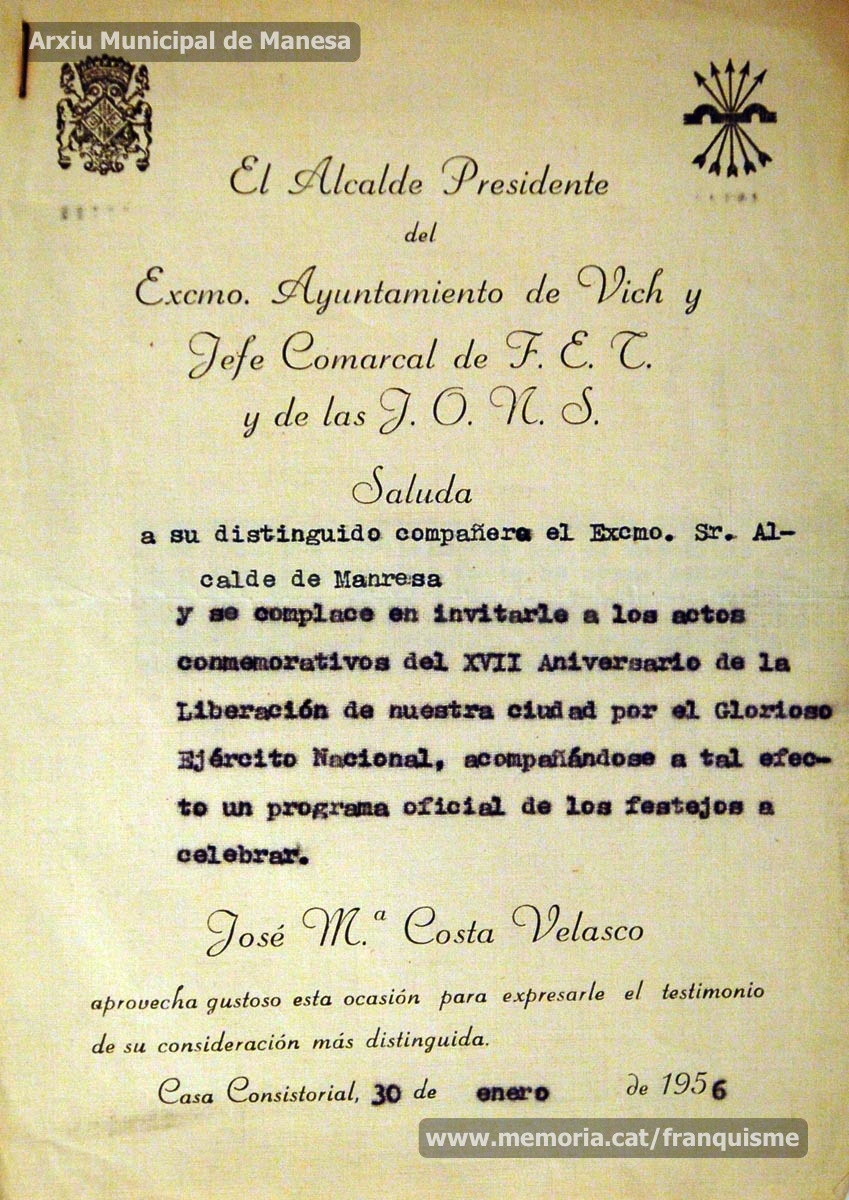 Arxiu Municipal de Manesa
El Alcalde Presidente
del
Excmo. Ayuntamiento de Vich y
Jefe Comarcal de F. E. T.
y de las J. O. N. S.
Saluda
a su distinguido compañero el Excmo. Sr. Al-
calde de Manresa
y se complace en invitarle a los actos
conmemorativos del XVII Aniversario de la
Liberación de nuestra ciudad por el Glorioso
Ejército Nacional, acompañándose a tal efec-
to un programa oficial de los festejos a
celebrar.
José M.ª Costa Velasco
aprovecha gustoso esta ocasión para expresarle el testimonio
de su consideración más distinguida.
Casa Consistorial, 30 de enero de 1956
www.memoria.cat/franquisme